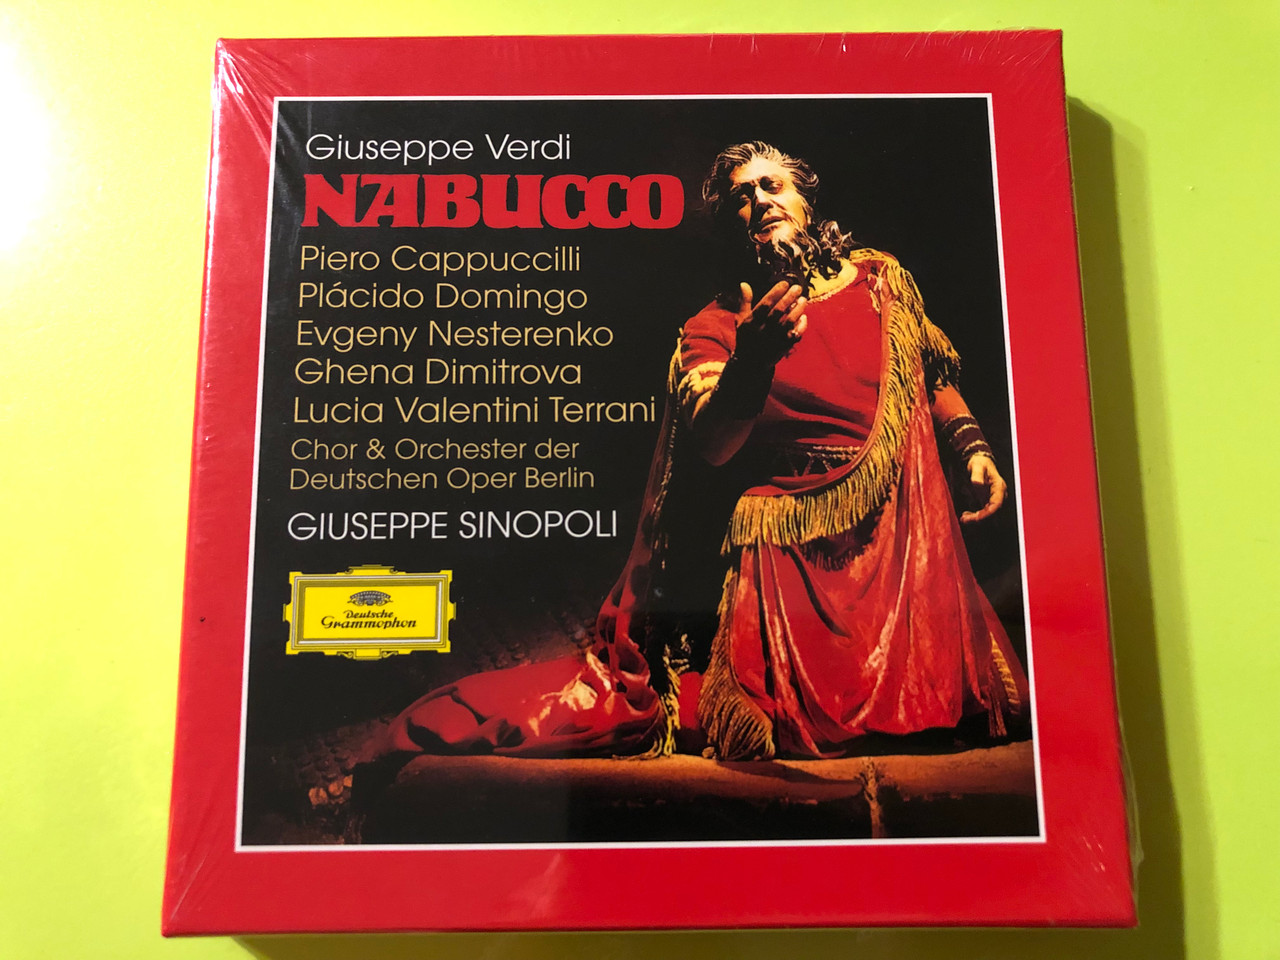 Giuseppe Verdi
NABUCCO
Piero Cappuccilli
Plácido Domingo
Evgeny Nesterenko
Ghena Dimitrova
Lucia Valentini Terrani
Chor & Orchester der
Deutschen Oper Berlin
GIUSEPPE SINOPOLI
Deutsche
Grammophon